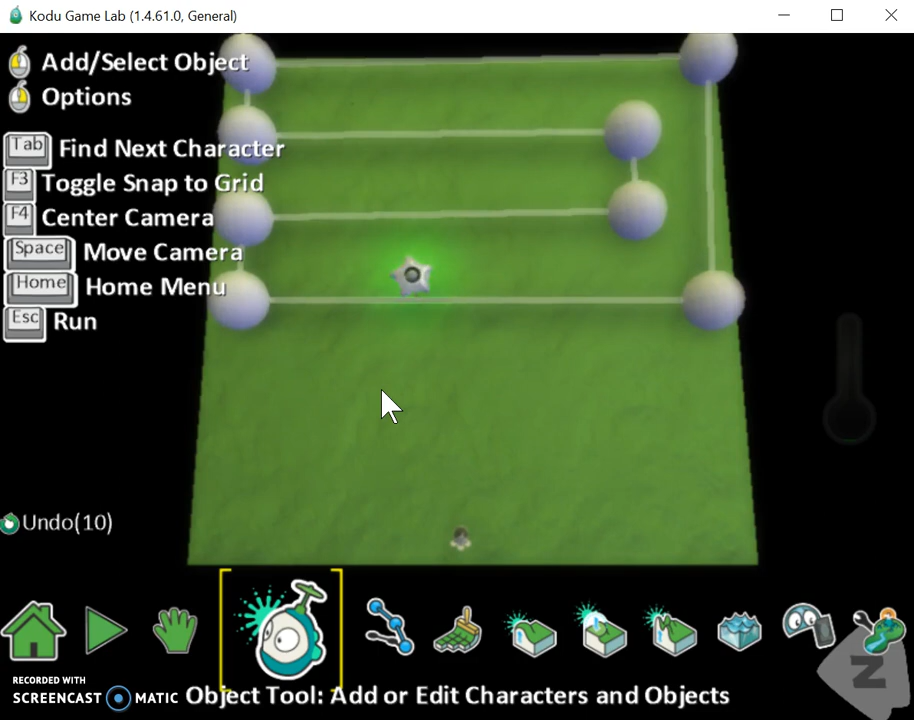 Kodu Game Lab (1.4.61.0, General)
Add/Select Object
Options
Tab Find Next Character
F3 Toggle Snap to Grid
F4 Center Camera
Space Move Camera
Home Home Menu
Esc Run
Undo(10)
N
RECORDED WITH
SCREENCAST MATIC
Object Tool: Add or Edit Characters and Objects